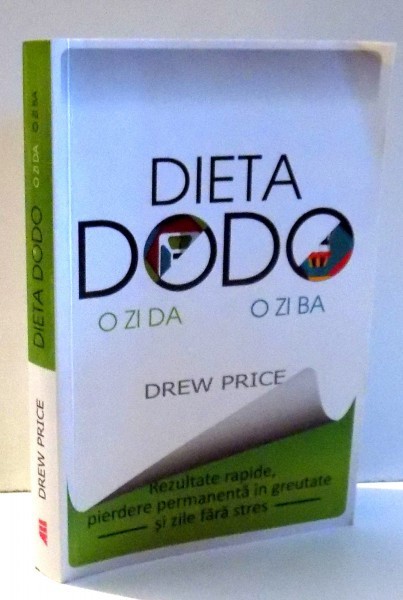 DIETA
DODO
O ZI DA O ZI BA
DREW PRICE
Rezultate rapide,
pierdere permanentă în greutate
și zile fără stres
DREW PRICE DIETA DODO O ZI DA O ZI BA